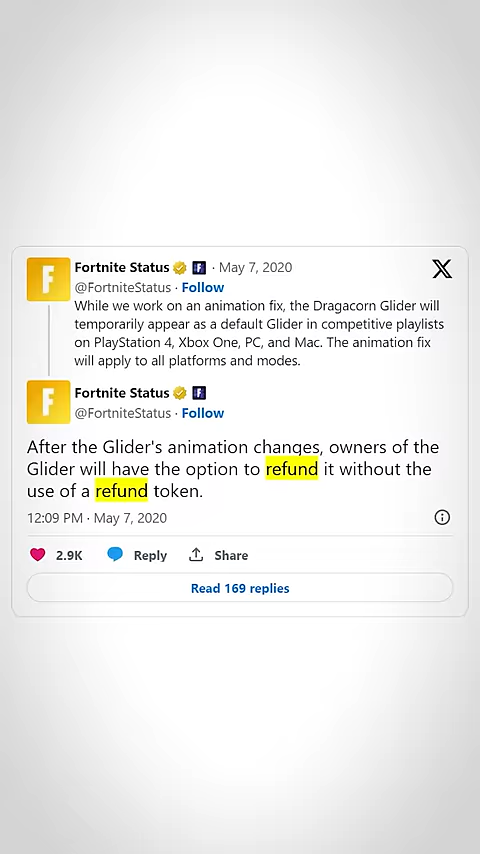 Fortnite Status · May 7, 2020
@FortniteStatus · Follow
While we work on an animation fix, the Dragacorn Glider will
temporarily appear as a default Glider in competitive playlists
on PlayStation 4, Xbox One, PC, and Mac. The animation fix
will apply to all platforms and modes.
Fortnite Status
@FortniteStatus · Follow
After the Glider's animation changes, owners of the
Glider will have the option to refund it without the
use of a refund token.
12:09 PM · May 7, 2020
2.9K Reply Share
Read 169 replies